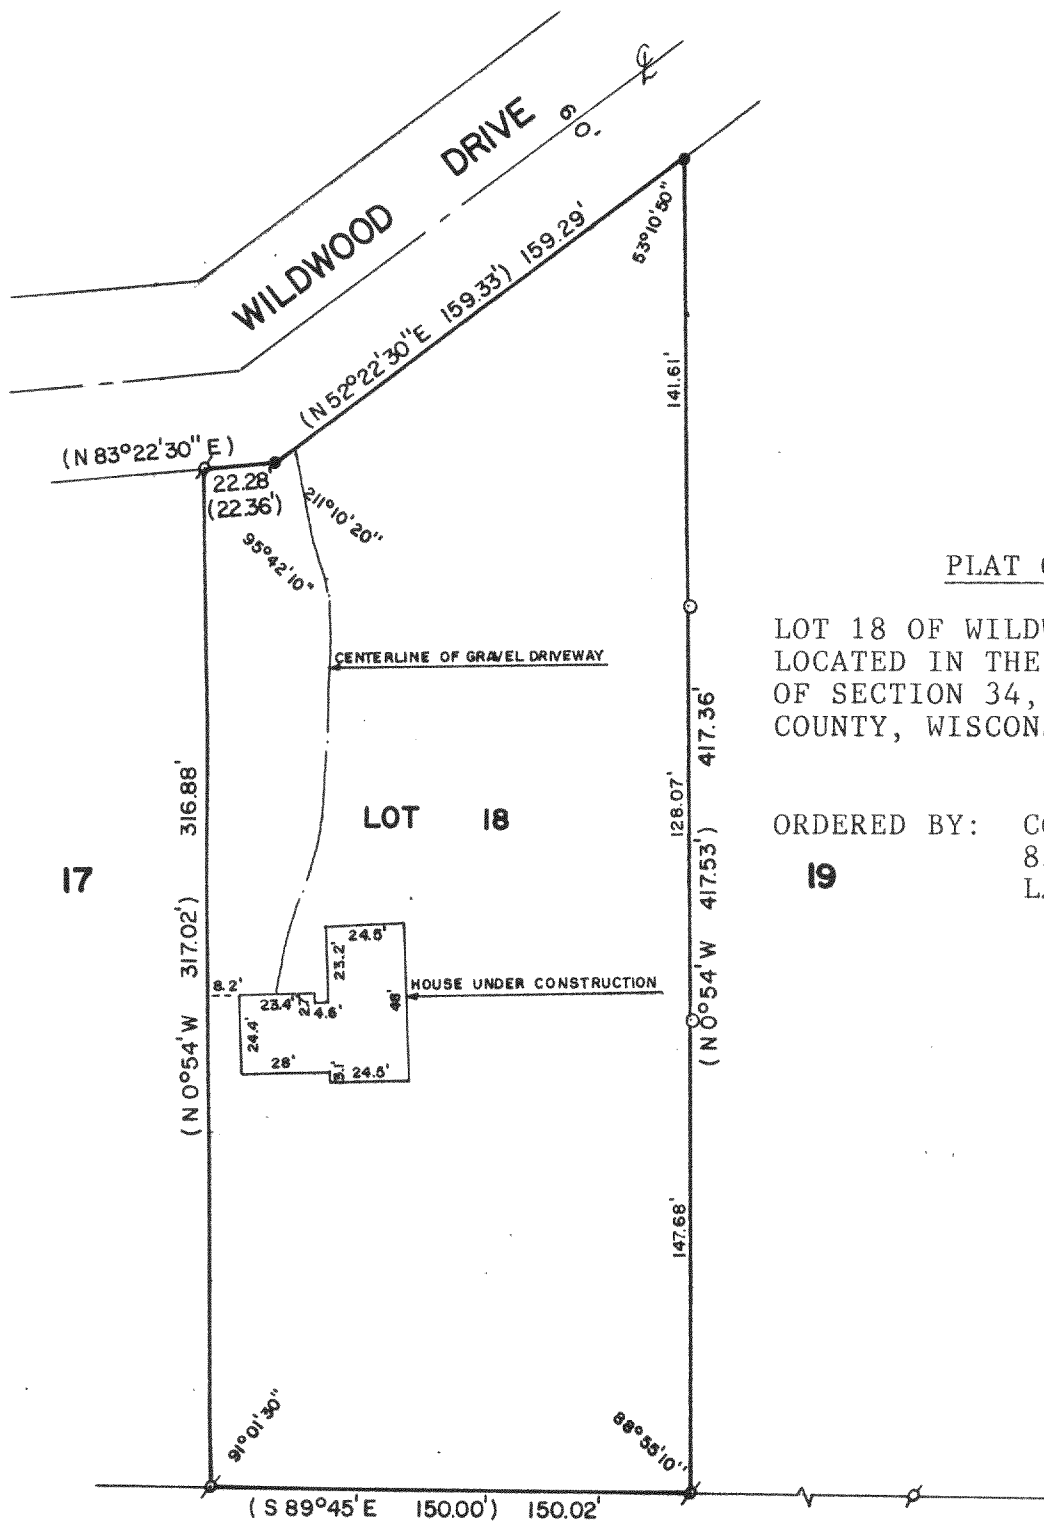 ℄
60'
WILDWOOD DRIVE
53°10'50"
(N 52°22'30"E 159.33') 159.29'
141.61'
(N 83°22'30" E)
22.28'
(22.36')
211°10'20"
95°42'10"
PLAT
LOT 18 OF
LOCATED IN THE
OF SECTION 34,
COUNTY,
CENTERLINE OF GRAVEL DRIVEWAY
(N 0°54'W 317.02') 316.88'
(N 0°54'W 417.53') 417.36'
128.07'
LOT 18
ORDERED BY:
17
19
24.5'
23.2'
8.2'
23.4'
2.7'
4.6'
48'
HOUSE UNDER CONSTRUCTION
24.4'
28'
24.5'
147.68'
91°01'30"
88°55'10"
(S 89°45'E 150.00') 150.02'